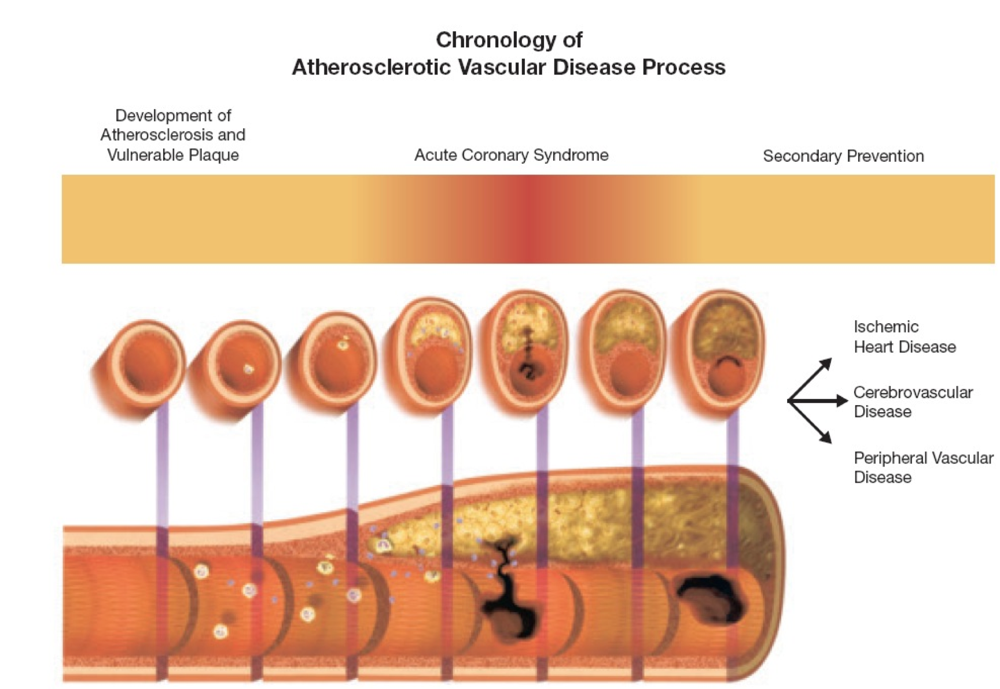 Chronology of
Atherosclerotic Vascular Disease Process
Development of
Atherosclerosis and
Vulnerable Plaque
Acute Coronary Syndrome
Secondary Prevention
Ischemic
Heart Disease
Cerebrovascular
Disease
Peripheral Vascular
Disease